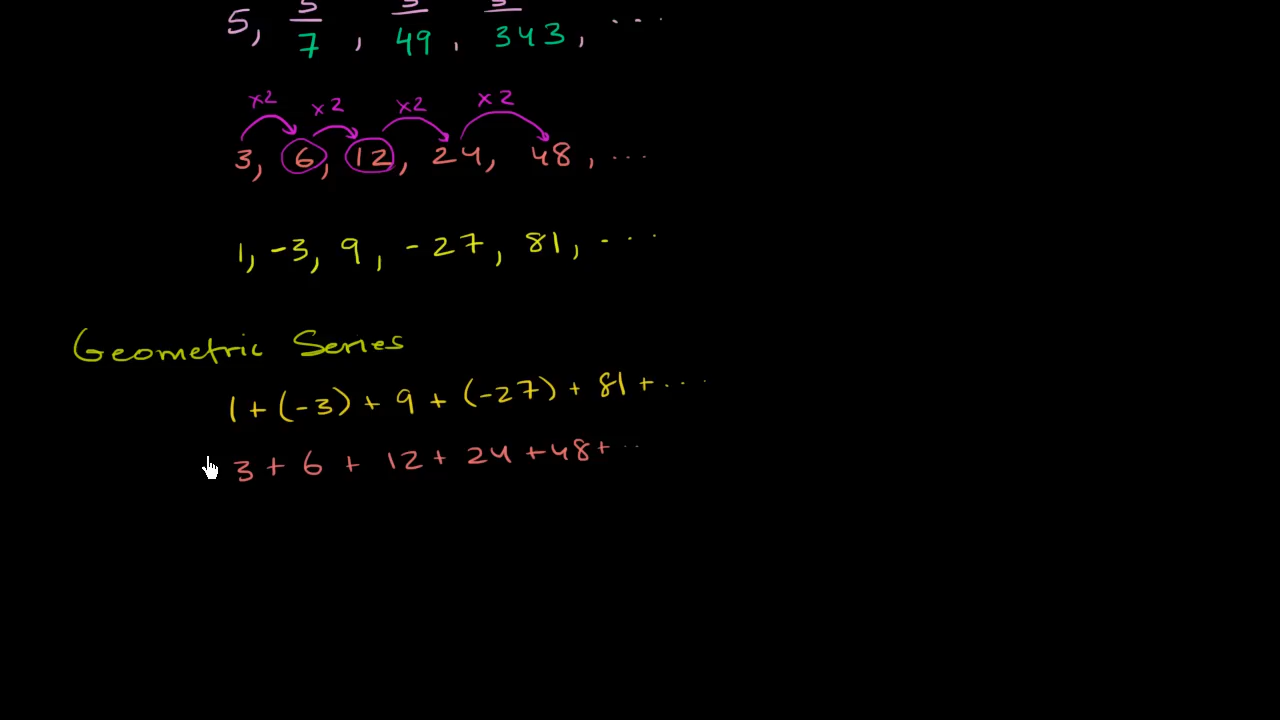 5, 5/7, 5/49, 5/343, ...
×2 ×2 ×2 ×2
3, 6, 12, 24, 48, ...
1, -3, 9, -27, 81, ...
Geometric Series
1 + (-3) + 9 + (-27) + 81 + ...
3 + 6 + 12 + 24 + 48 + ...